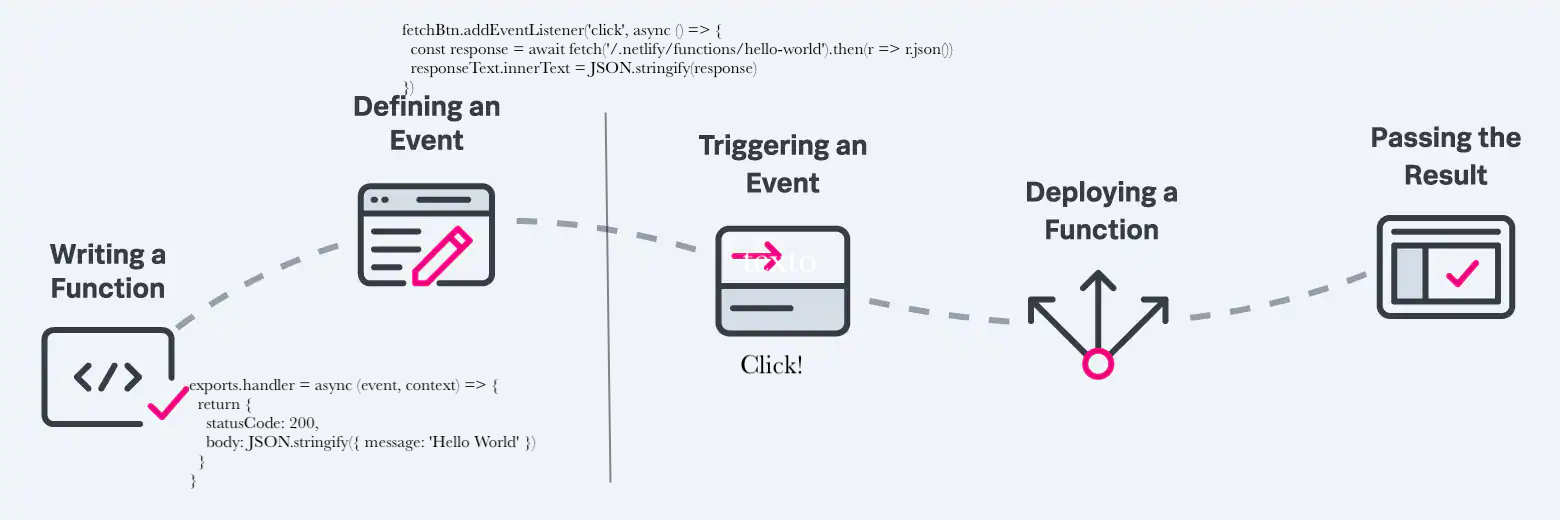 fetchBtn.addEventListener('click', async () => {
const response = await fetch('/.netlify/functions/hello-world').then(r => r.json())
responseText.innerText = JSON.stringify(response)
})
Defining an
Event
Triggering an
Event
Passing the
Result
Deploying a
Function
Writing a
Function
texto
Click!
exports.handler = async (event, context) => {
return {
statusCode: 200,
body: JSON.stringify({ message: 'Hello World' })
}
}